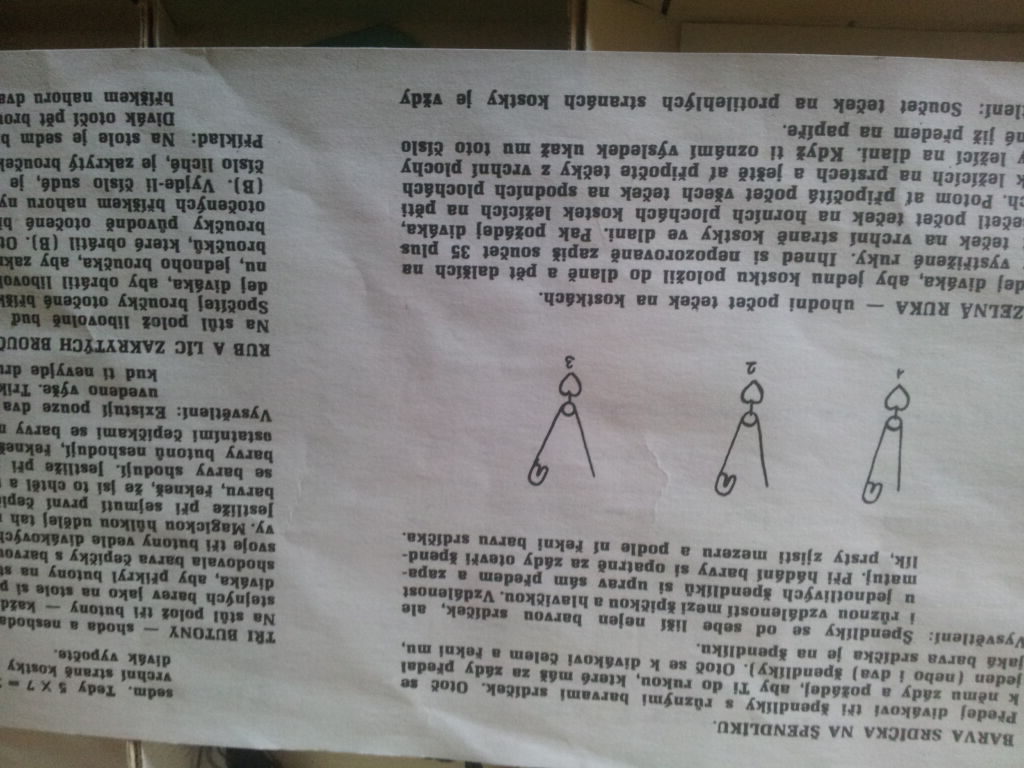 BARVA SRDÍČKA NA ŠPENDLÍKU.
Předej divákovi tři špendlíky s různými barvami srdíček. Otoč se
k němu zády a požádej, aby Ti do rukou, které máš za zády předal
jeden (nebo i dva) špendlíky). Otoč se k divákovi čelem a řekni mu,
jaká barva srdíčka je na špendlíku.
Vysvětlení: Špendlíky se od sebe liší nejen barvou srdíček, ale
i různou vzdáleností mezi špičkou a hlavičkou. Vzdálenost
u jednotlivých špendlíků si uprav sám předem a zapa-
matuj. Při hádání barvy si opatrně za zády otevři špend-
lík, prsty zjisti mezeru a podle ní řekni barvu srdíčka.
1 2 3
ZELNÁ RUKA — uhodni počet teček na kostkách.
dej diváka, aby jednu kostku položil do dlaně a pět dalších na
vystřižené ruky. Ihned si nepozorovaně zapiš součet 35 plus
teček na vrchní straně kostky ve dlani. Pak požádej diváka,
ečetl počet teček na horních plochách kostek ležících na pěti
ch. Potom ať připočítá počet všech teček na spodních plochách
k ležících na prstech a ještě ať připočte tečky z vrchní plochy
y ležící na dlani. Když ti oznámí výsledek ukaž mu toto číslo
né již předem na papíře.
lení: Součet teček na protilehlých stranách kostky je vždy
sedm. Tedy 5 X 7 =
vrchní straně kostky
divák vypočte.
TŘI BUTONY — shoda a neshoda
Na stůl polož tři butony — každ
stejných barev jako na stole si p
diváka, aby přikryl butony na st
shodovala barva čepičky s barvo
svoje tři butony vedle divákových
vy. Magickou hůlkou udělej tah
Jestliže při sejmutí první čepi
barvu, řekneš, že jsi to chtěl a
se barvy shodují. Jestliže při
barvy butonů neshodují, řekneš
ostatními čepičkami se barvy n
Vysvětlení: Existují pouze dva
uvedeno výše. Trik
kud ti nevyjde dru
RUB A LÍC ZAKRYTÝCH BROUČ
Na stůl polož libovolně buď
Spočítej broučky otočené bříšk
dej diváka, aby obrátil libovol
nu, jednoho broučka, aby zakr
broučků, které obrátil (B). Ot
broučky původně otočené bř
otočených bříškem nahoru ny
(B). Vyjde-li číslo sudé, je
číslo liché, je zakrytý brouček
Příklad: Na stole je sedm b
Divák otočí pět brou
bříškem nahoru dva